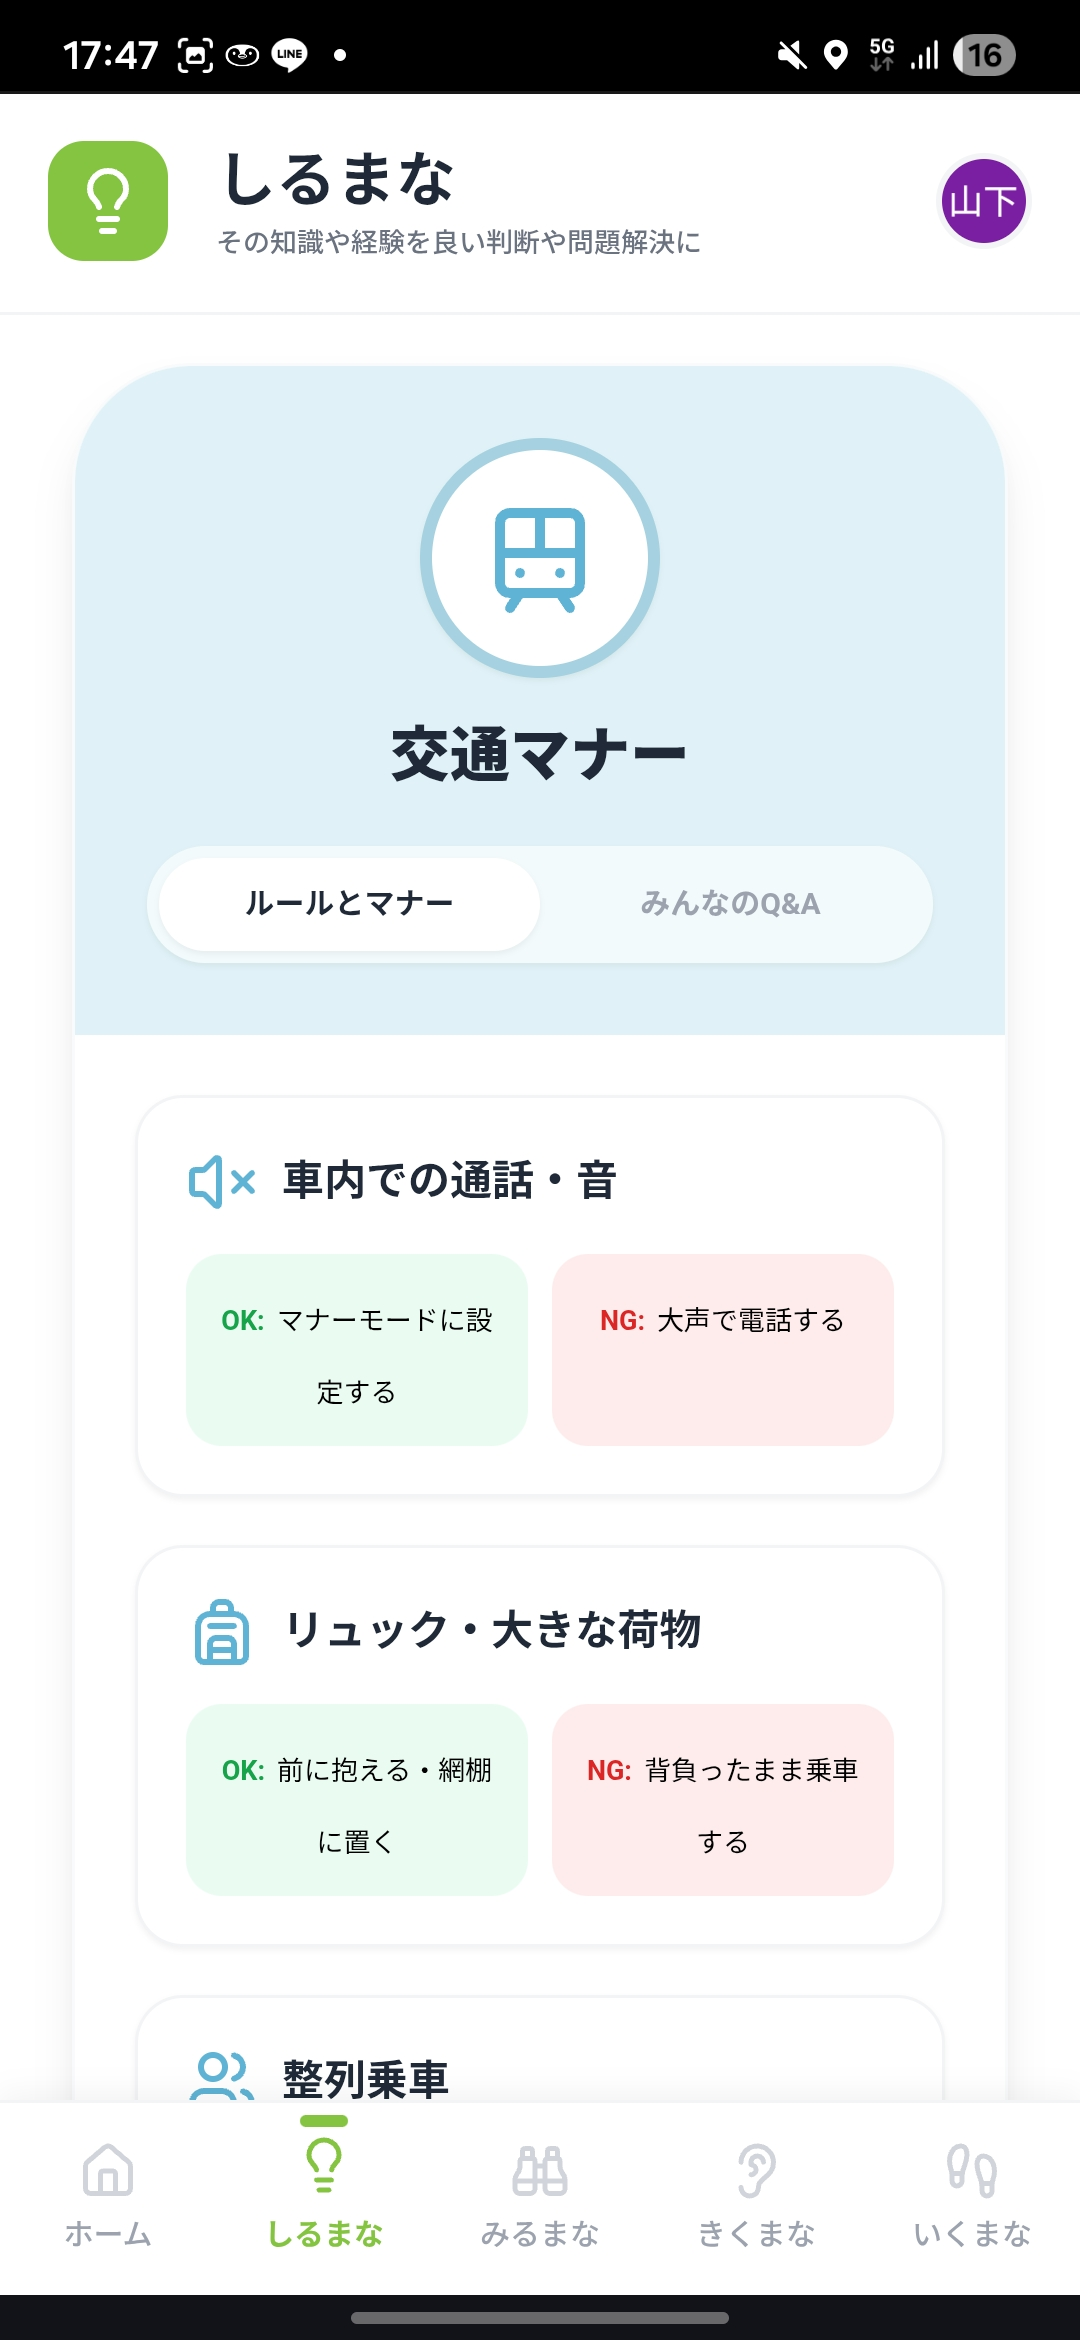 17:47
LINE
5G
16
しるまな
その知識や経験を良い判断や問題解決に
山下
交通マナー
ルールとマナー
みんなのQ&A
車内での通話・音
OK: マナーモードに設
定する
NG: 大声で電話する
リュック・大きな荷物
OK: 前に抱える・網棚
に置く
NG: 背負ったまま乗車
する
整列乗車
ホーム
しるまな
みるまな
きくまな
いくまな